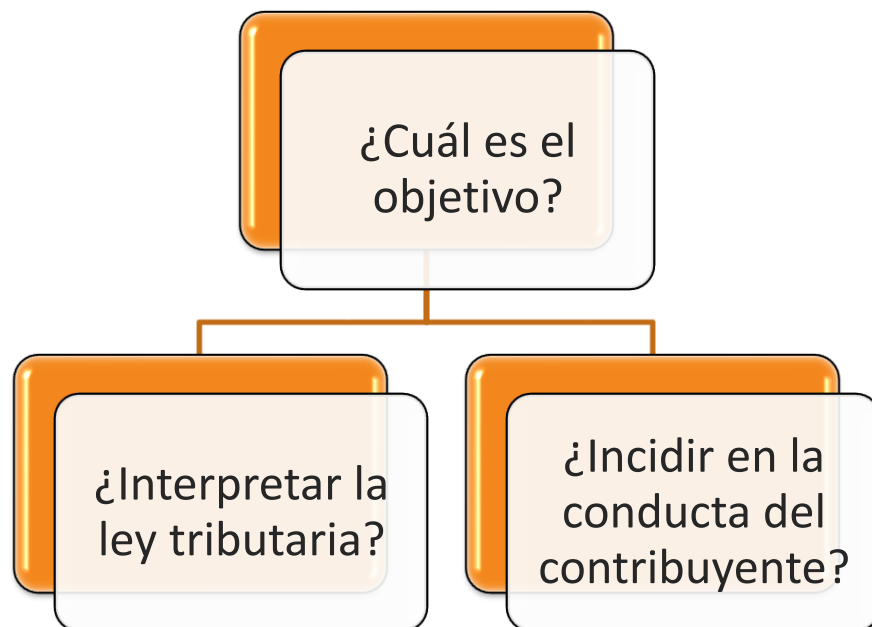 ¿Cuál es el
objetivo?
¿Interpretar la
ley tributaria?
¿Incidir en la
conducta del
contribuyente?